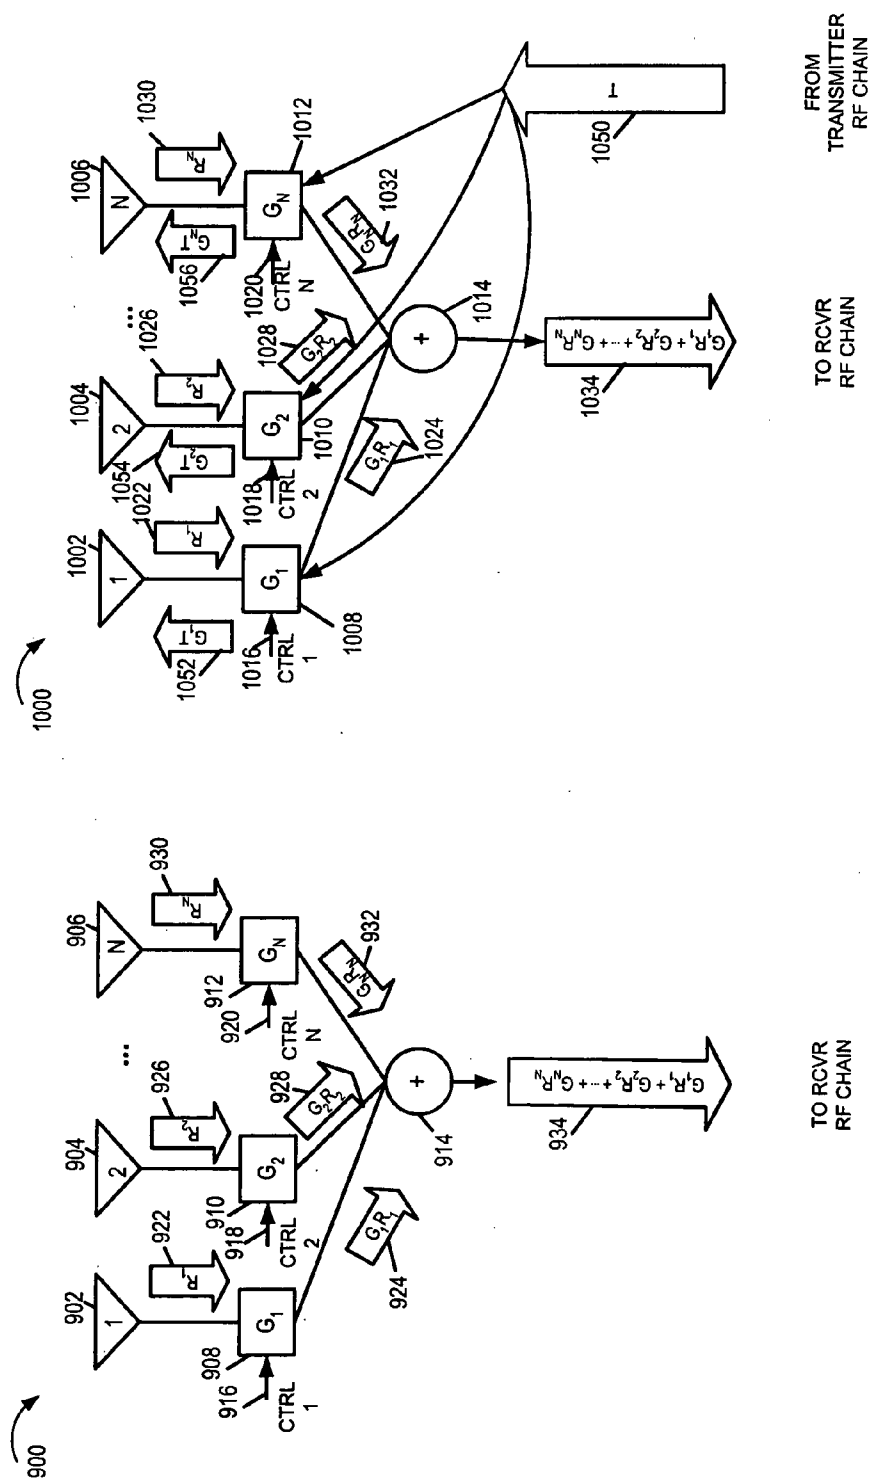 900
902
1
922
R1
904
2
926
R2
...
906
N
930
RN
908
G1
916
CTRL
1
910
G2
918
CTRL
2
912
GN
920
CTRL
N
924
G1R1
928
G2R2
932
GNRN
+
914
934
G1R1 + G2R2 + ... + GNRN
TO RCVR
RF CHAIN
1000
1002
1
1052
G1T
1022
R1
1004
2
1054
G2T
1026
R2
...
1006
N
1056
GNT
1030
RN
1008
G1
1016
CTRL
1
1010
G2
1018
CTRL
2
1012
GN
1020
CTRL
N
1024
G1R1
1028
G2R2
1032
GNRN
+
1014
1034
G1R1 + G2R2 + ... + GNRN
TO RCVR
RF CHAIN
1050
T
FROM
TRANSMITTER
RF CHAIN